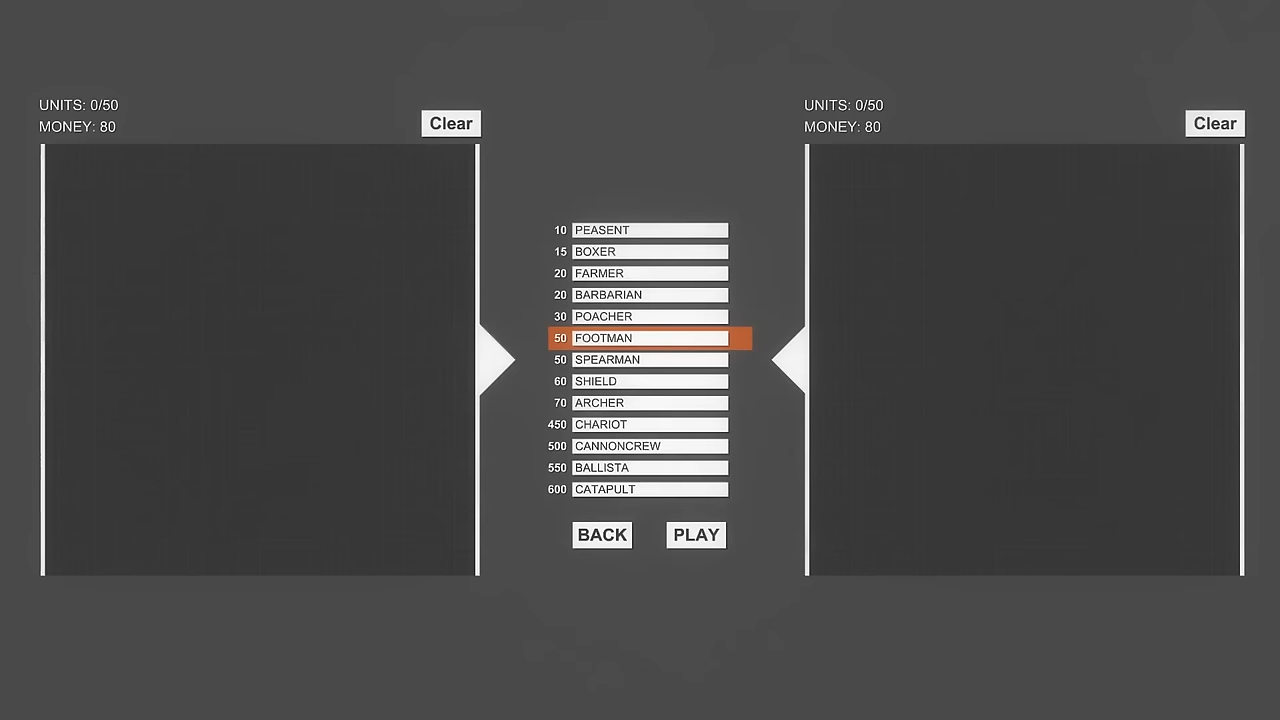 UNITS: 0/50
MONEY: 80
Clear
UNITS: 0/50
MONEY: 80
Clear
10 PEASENT
15 BOXER
20 FARMER
20 BARBARIAN
30 POACHER
50 FOOTMAN
50 SPEARMAN
60 SHIELD
70 ARCHER
450 CHARIOT
500 CANNONCREW
550 BALLISTA
600 CATAPULT
BACK PLAY